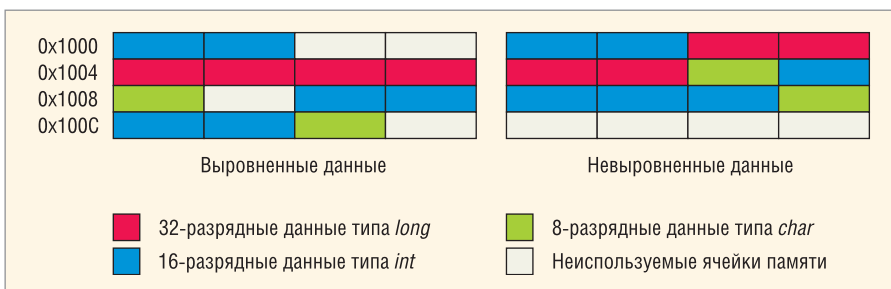 0x1000
0x1004
0x1008
0x100C
Выровненные данные
Невыровненные данные
32-разрядные данные типа long
8-разрядные данные типа char
16-разрядные данные типа int
Неиспользуемые ячейки памяти